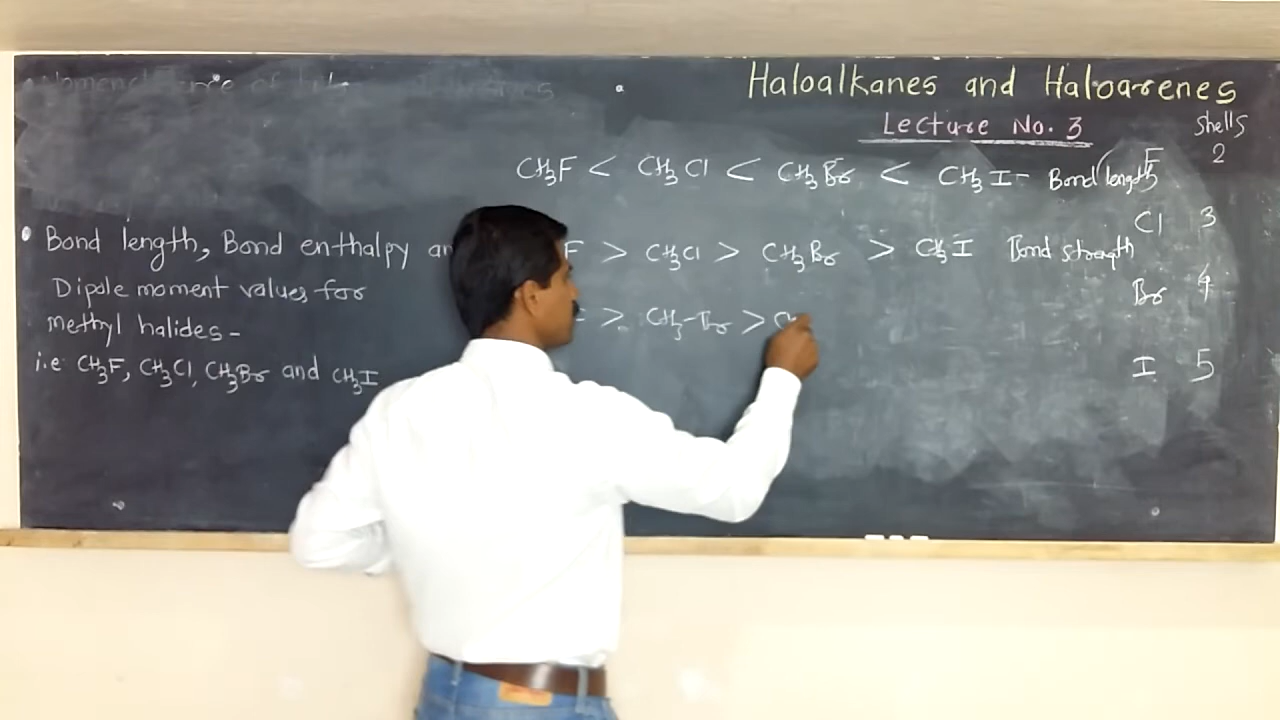 Haloalkanes and Haloarenes
Lecture No. 3
shells
CH3F < CH3Cl < CH3Br < CH3I - Bond length
F 2
Cl 3
Br 4
I 5
• Bond length, Bond enthalpy an
Dipole moment values for
methyl halides -
i.e CH3F, CH3Cl, CH3Br and CH3I
F > CH3Cl > CH3Br > CH3I Bond strength
> CH3-Br > C